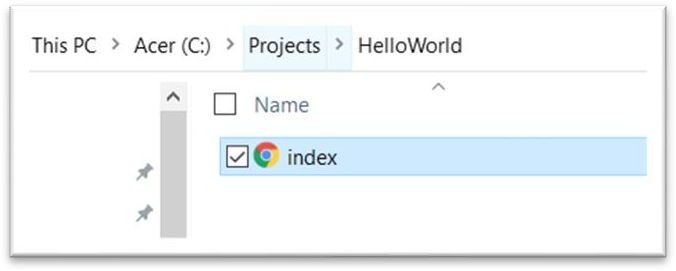 This PC > Acer (C:) > Projects > HelloWorld
Name
index